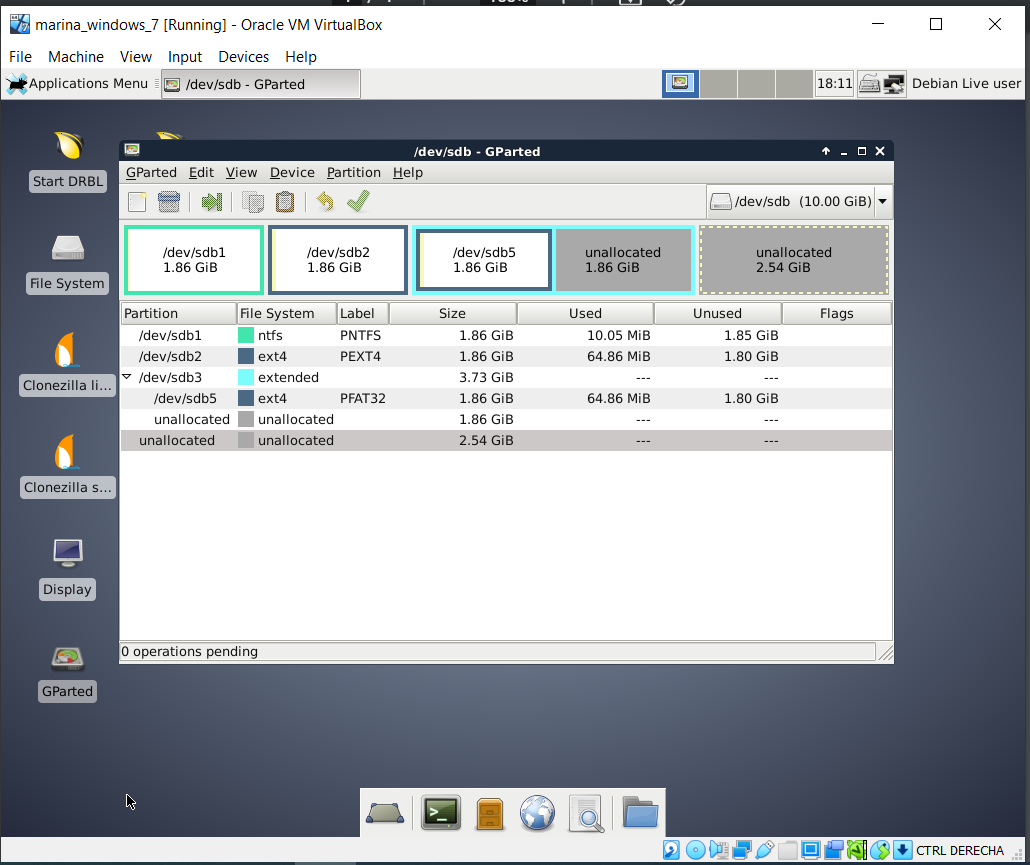 marina_windows_7 [Running] - Oracle VM VirtualBox
File Machine View Input Devices Help
Applications Menu /dev/sdb - GParted 18:11 Debian Live user
/dev/sdb - GParted
GParted Edit View Device Partition Help
/dev/sdb (10.00 GiB)
/dev/sdb1 /dev/sdb2 /dev/sdb5 unallocated unallocated
1.86 GiB 1.86 GiB 1.86 GiB 1.86 GiB 2.54 GiB
Partition File System Label Size Used Unused Flags
/dev/sdb1 ntfs PNTFS 1.86 GiB 10.05 MiB 1.85 GiB
/dev/sdb2 ext4 PEXT4 1.86 GiB 64.86 MiB 1.80 GiB
/dev/sdb3 extended 3.73 GiB --- ---
/dev/sdb5 ext4 PFAT32 1.86 GiB 64.86 MiB 1.80 GiB
unallocated unallocated 1.86 GiB --- ---
unallocated unallocated 2.54 GiB --- ---
0 operations pending
Start DRBL
File System
Clonezilla li...
Clonezilla s...
Display
GParted
CTRL DERECHA